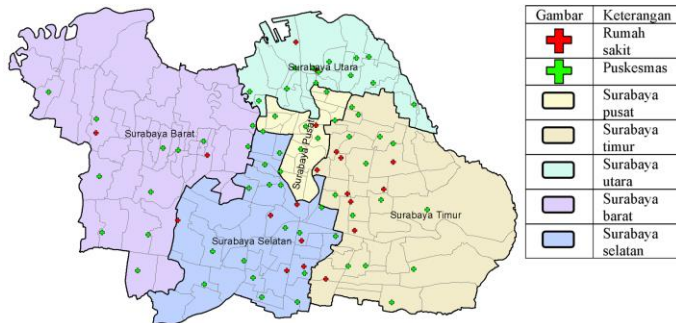 Surabaya Utara
Surabaya Barat
Surabaya Pusat
Surabaya Timur
Surabaya Selatan
Gambar Keterangan
Rumah
sakit
Puskesmas
Surabaya
pusat
Surabaya
timur
Surabaya
utara
Surabaya
barat
Surabaya
selatan